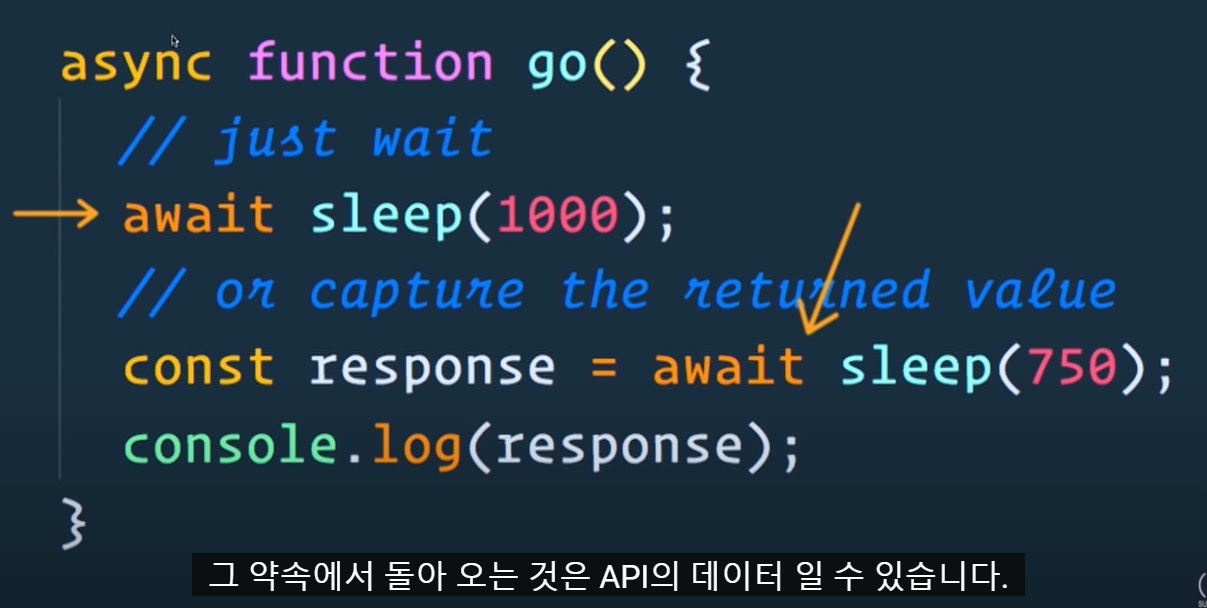 async function go() {
// just wait
await sleep(1000);
// or capture the returned value
const response = await sleep(750);
console.log(response);
}
그 약속에서 돌아 오는 것은 API의 데이터 일 수 있습니다.